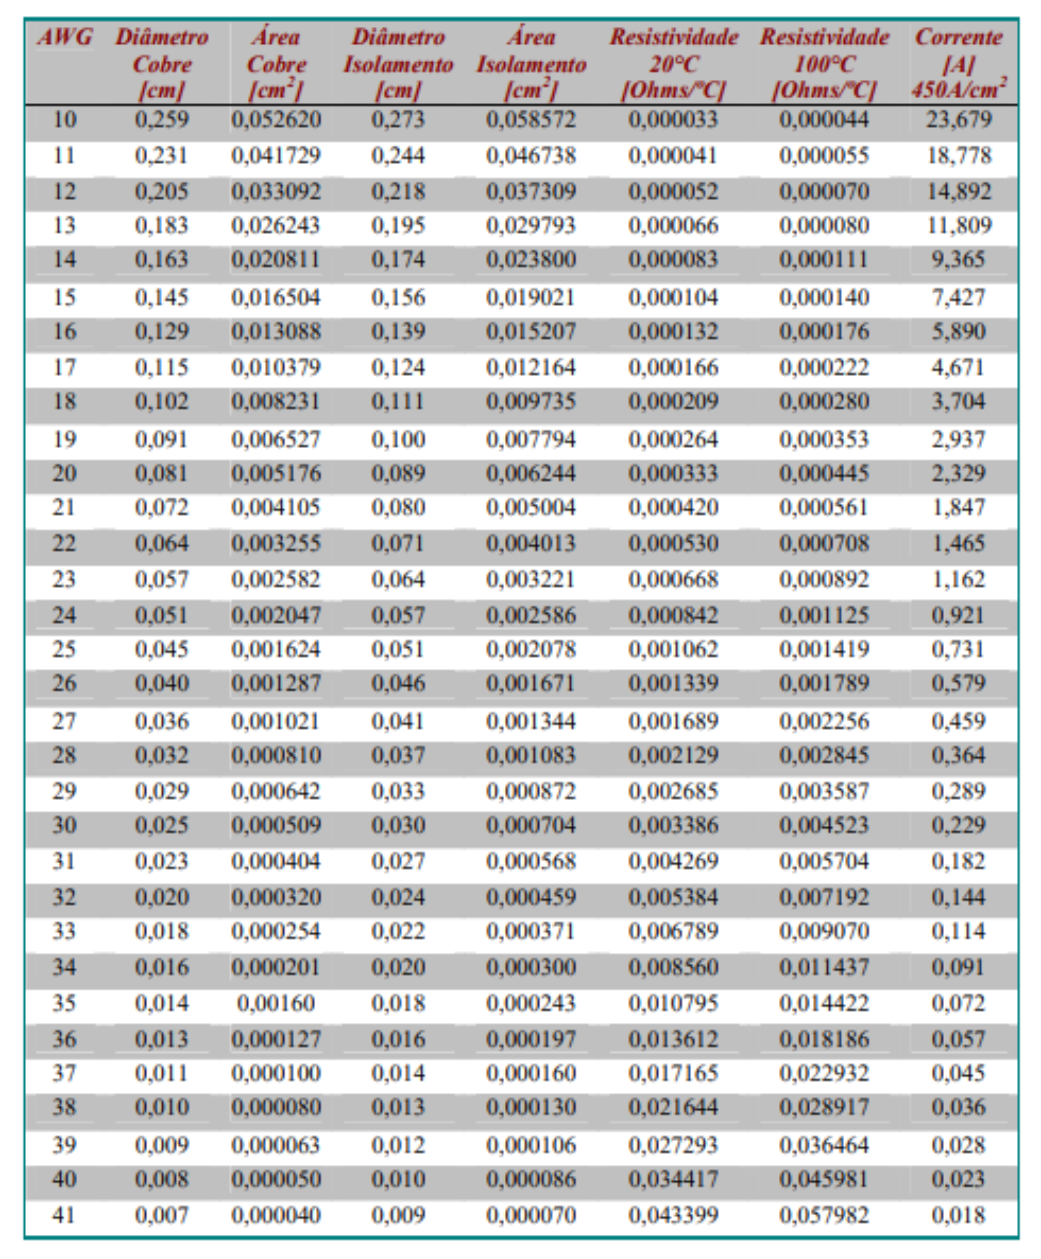 AWG Diâmetro Cobre [cm] Área Cobre [cm²] Diâmetro Isolamento [cm] Área Isolamento [cm²] Resistividade 20°C [Ohms/ºC] Resistividade 100°C [Ohms/ºC] Corrente [A] 450A/cm²
10 0,259 0,052620 0,273 0,058572 0,000033 0,000044 23,679
11 0,231 0,041729 0,244 0,046738 0,000041 0,000055 18,778
12 0,205 0,033092 0,218 0,037309 0,000052 0,000070 14,892
13 0,183 0,026243 0,195 0,029793 0,000066 0,000080 11,809
14 0,163 0,020811 0,174 0,023800 0,000083 0,000111 9,365
15 0,145 0,016504 0,156 0,019021 0,000104 0,000140 7,427
16 0,129 0,013088 0,139 0,015207 0,000132 0,000176 5,890
17 0,115 0,010379 0,124 0,012164 0,000166 0,000222 4,671
18 0,102 0,008231 0,111 0,009735 0,000209 0,000280 3,704
19 0,091 0,006527 0,100 0,007794 0,000264 0,000353 2,937
20 0,081 0,005176 0,089 0,006244 0,000333 0,000445 2,329
21 0,072 0,004105 0,080 0,005004 0,000420 0,000561 1,847
22 0,064 0,003255 0,071 0,004013 0,000530 0,000708 1,465
23 0,057 0,002582 0,064 0,003221 0,000668 0,000892 1,162
24 0,051 0,002047 0,057 0,002586 0,000842 0,001125 0,921
25 0,045 0,001624 0,051 0,002078 0,001062 0,001419 0,731
26 0,040 0,001287 0,046 0,001671 0,001339 0,001789 0,579
27 0,036 0,001021 0,041 0,001344 0,001689 0,002256 0,459
28 0,032 0,000810 0,037 0,001083 0,002129 0,002845 0,364
29 0,029 0,000642 0,033 0,000872 0,002685 0,003587 0,289
30 0,025 0,000509 0,030 0,000704 0,003386 0,004523 0,229
31 0,023 0,000404 0,027 0,000568 0,004269 0,005704 0,182
32 0,020 0,000320 0,024 0,000459 0,005384 0,007192 0,144
33 0,018 0,000254 0,022 0,000371 0,006789 0,009070 0,114
34 0,016 0,000201 0,020 0,000300 0,008560 0,011437 0,091
35 0,014 0,00160 0,018 0,000243 0,010795 0,014422 0,072
36 0,013 0,000127 0,016 0,000197 0,013612 0,018186 0,057
37 0,011 0,000100 0,014 0,000160 0,017165 0,022932 0,045
38 0,010 0,000080 0,013 0,000130 0,021644 0,028917 0,036
39 0,009 0,000063 0,012 0,000106 0,027293 0,036464 0,028
40 0,008 0,000050 0,010 0,000086 0,034417 0,045981 0,023
41 0,007 0,000040 0,009 0,000070 0,043399 0,057982 0,018